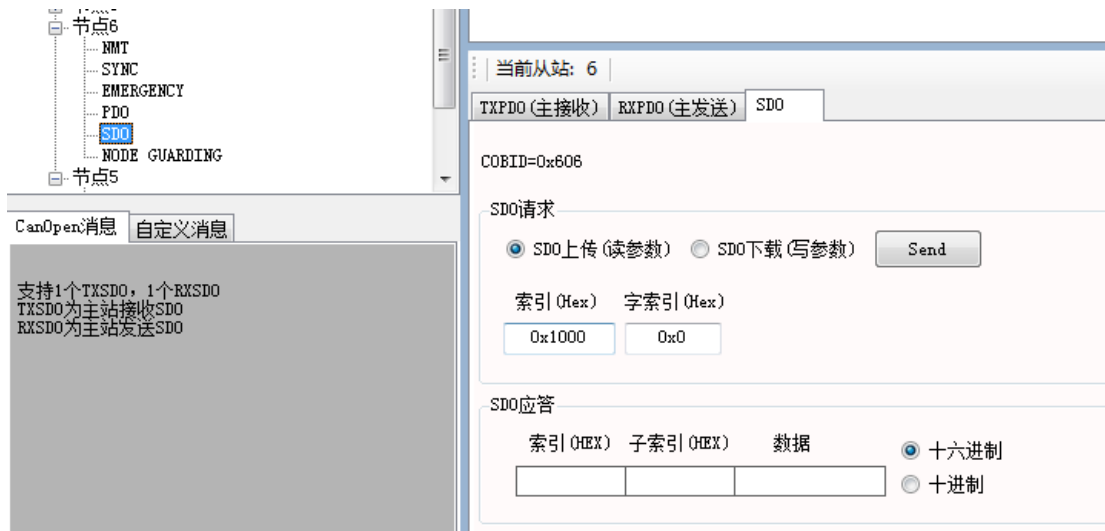 节点6
NMT
SYNC
EMERGENCY
PDO
SDO
NODE GUARDING
节点5
CanOpen消息 自定义消息
支持1个TXSDO，1个RXSDO
TXSDO为主站接收SDO
RXSDO为主站发送SDO
当前从站: 6
TXPDO(主接收) RXPDO(主发送) SDO
COBID=0x606
SDO请求
SDO上传(读参数) SDO下载(写参数) Send
索引(Hex) 字索引(Hex)
0x1000 0x0
SDO应答
索引(HEX) 子索引(HEX) 数据
十六进制
十进制